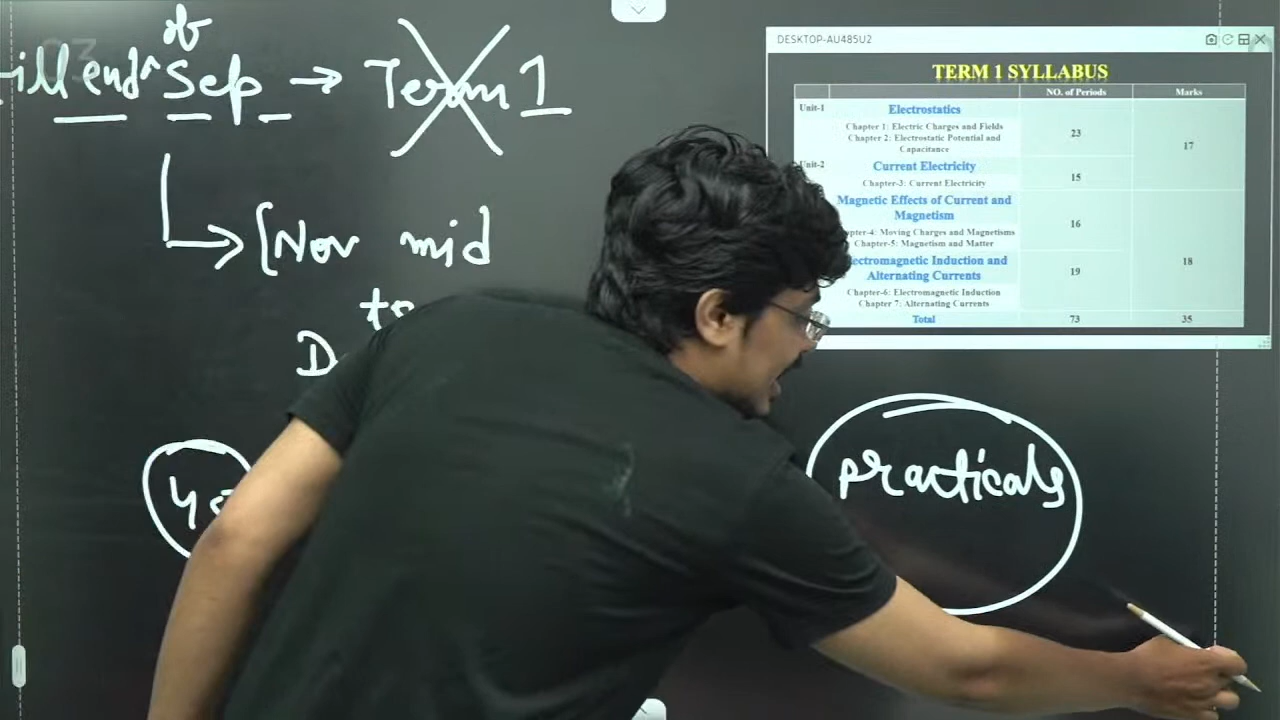 of
till end Sep → Term 1
[Nov mid
to
D
practicals
DESKTOP-AU485U2
TERM 1 SYLLABUS
NO. of Periods Marks
Unit-1 Electrostatics
Chapter 1: Electric Charges and Fields
Chapter 2: Electrostatic Potential and
Capacitance
23
17
Unit-2 Current Electricity
Chapter-3: Current Electricity
15
Magnetic Effects of Current and
Magnetism
pter-4: Moving Charges and Magnetisms
Chapter-5: Magnetism and Matter
16
18
ectromagnetic Induction and
Alternating Currents
Chapter-6: Electromagnetic Induction
Chapter 7: Alternating Currents
19
Total 73 35